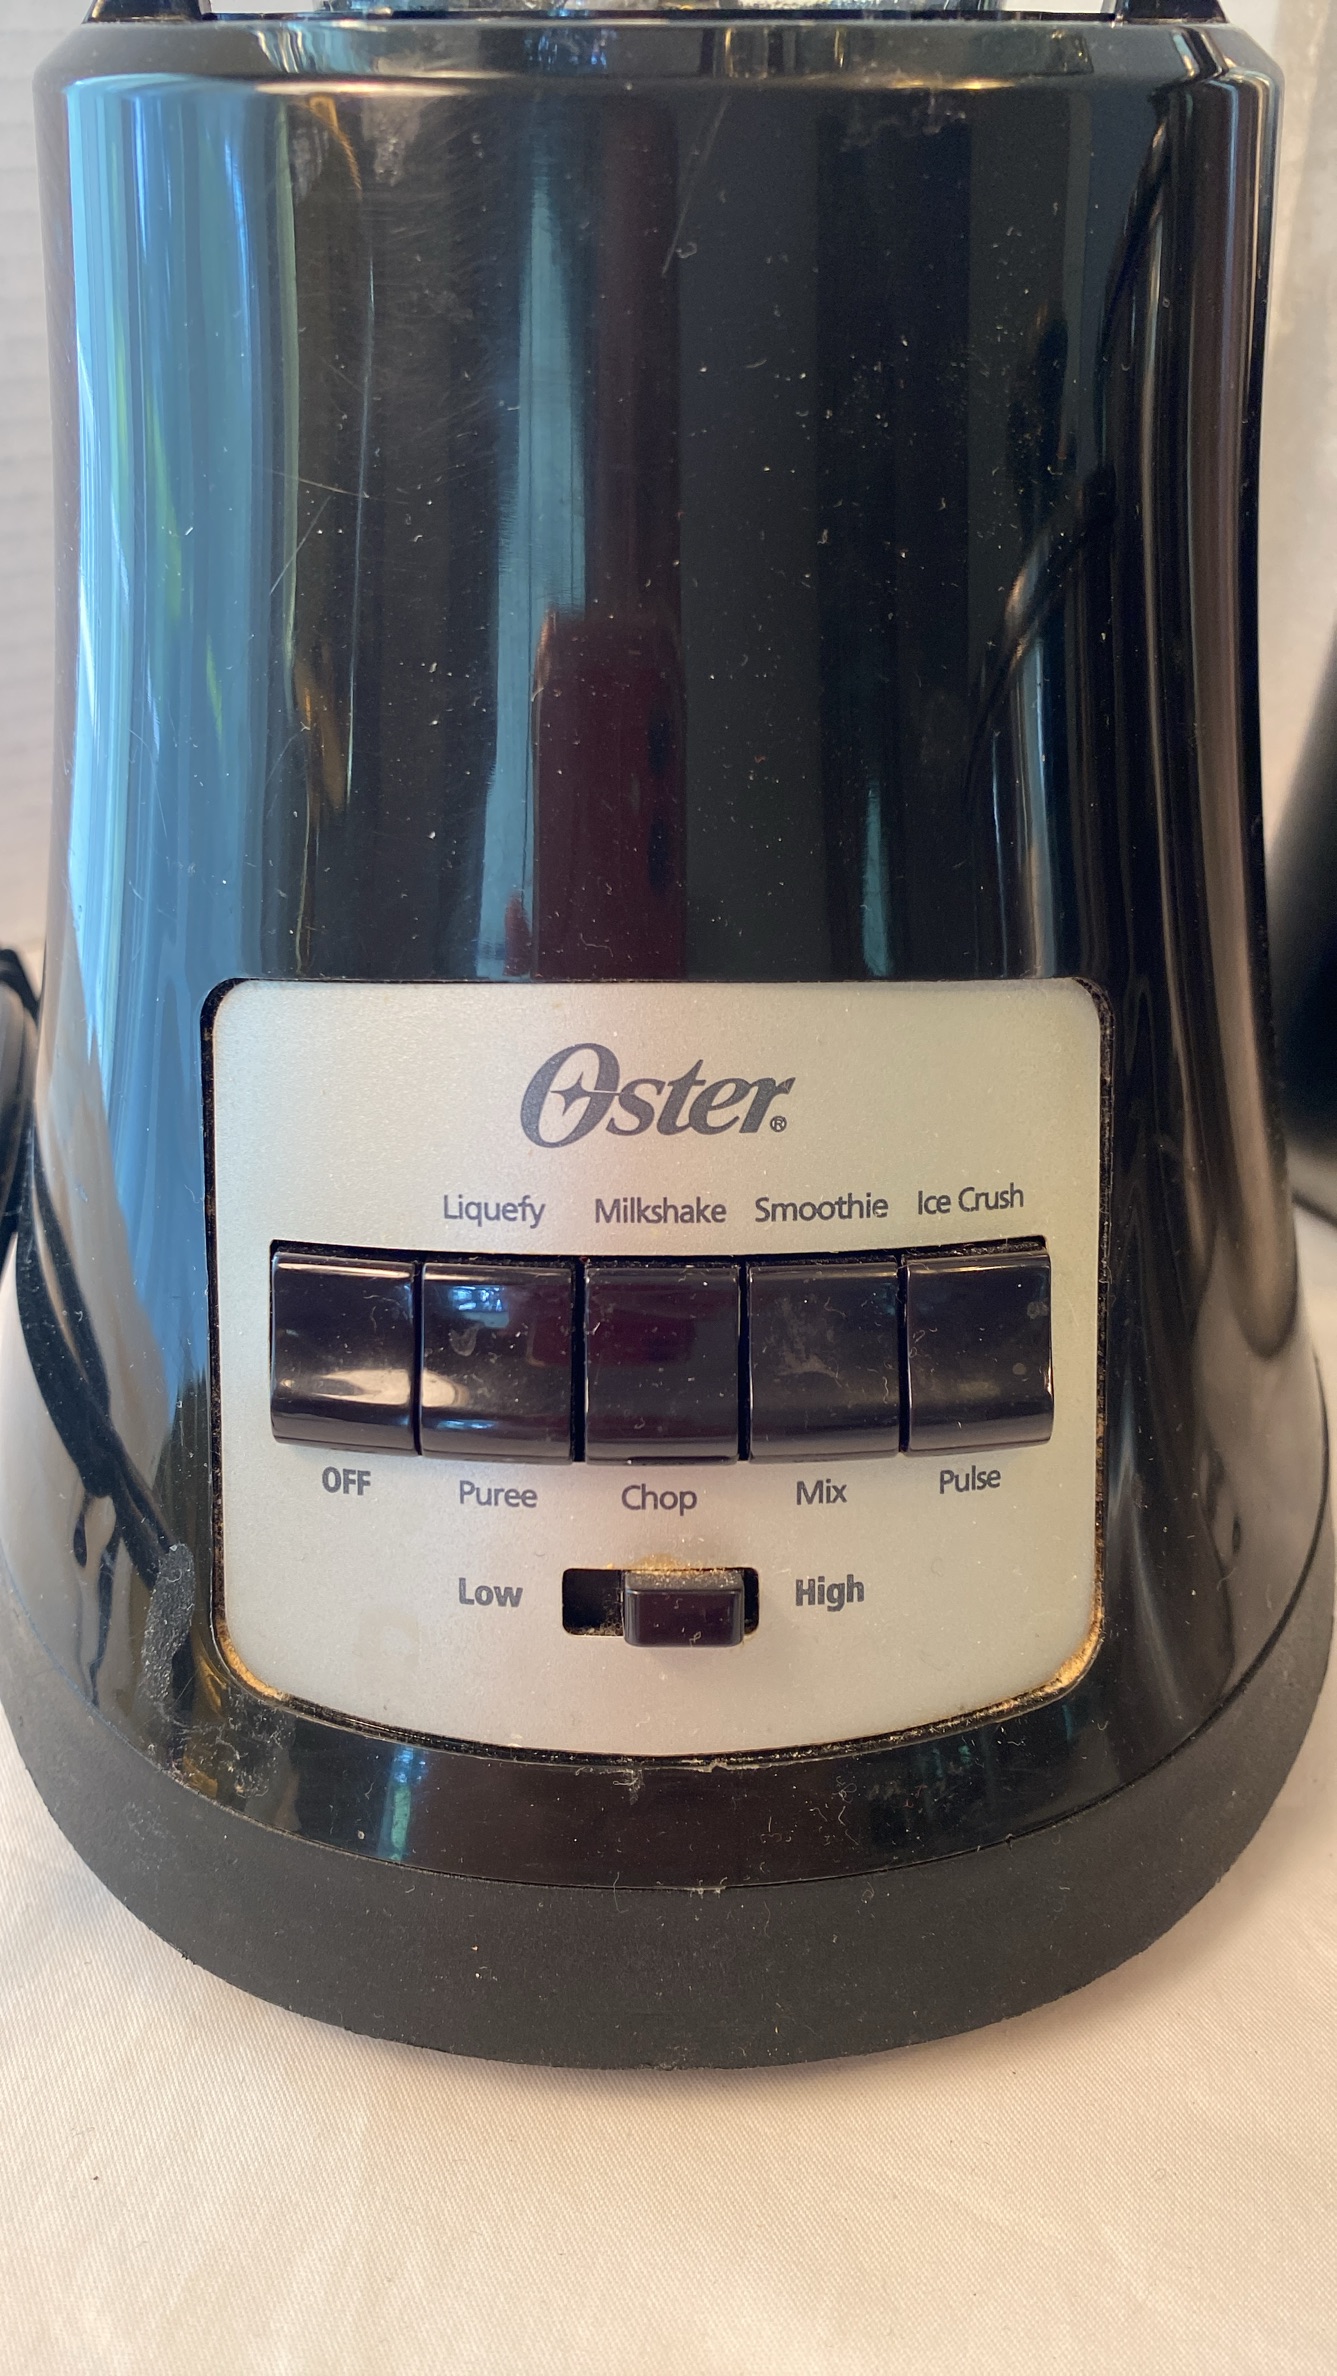 Oster®
Liquefy Milkshake Smoothie Ice Crush
OFF Puree Chop Mix Pulse
Low High